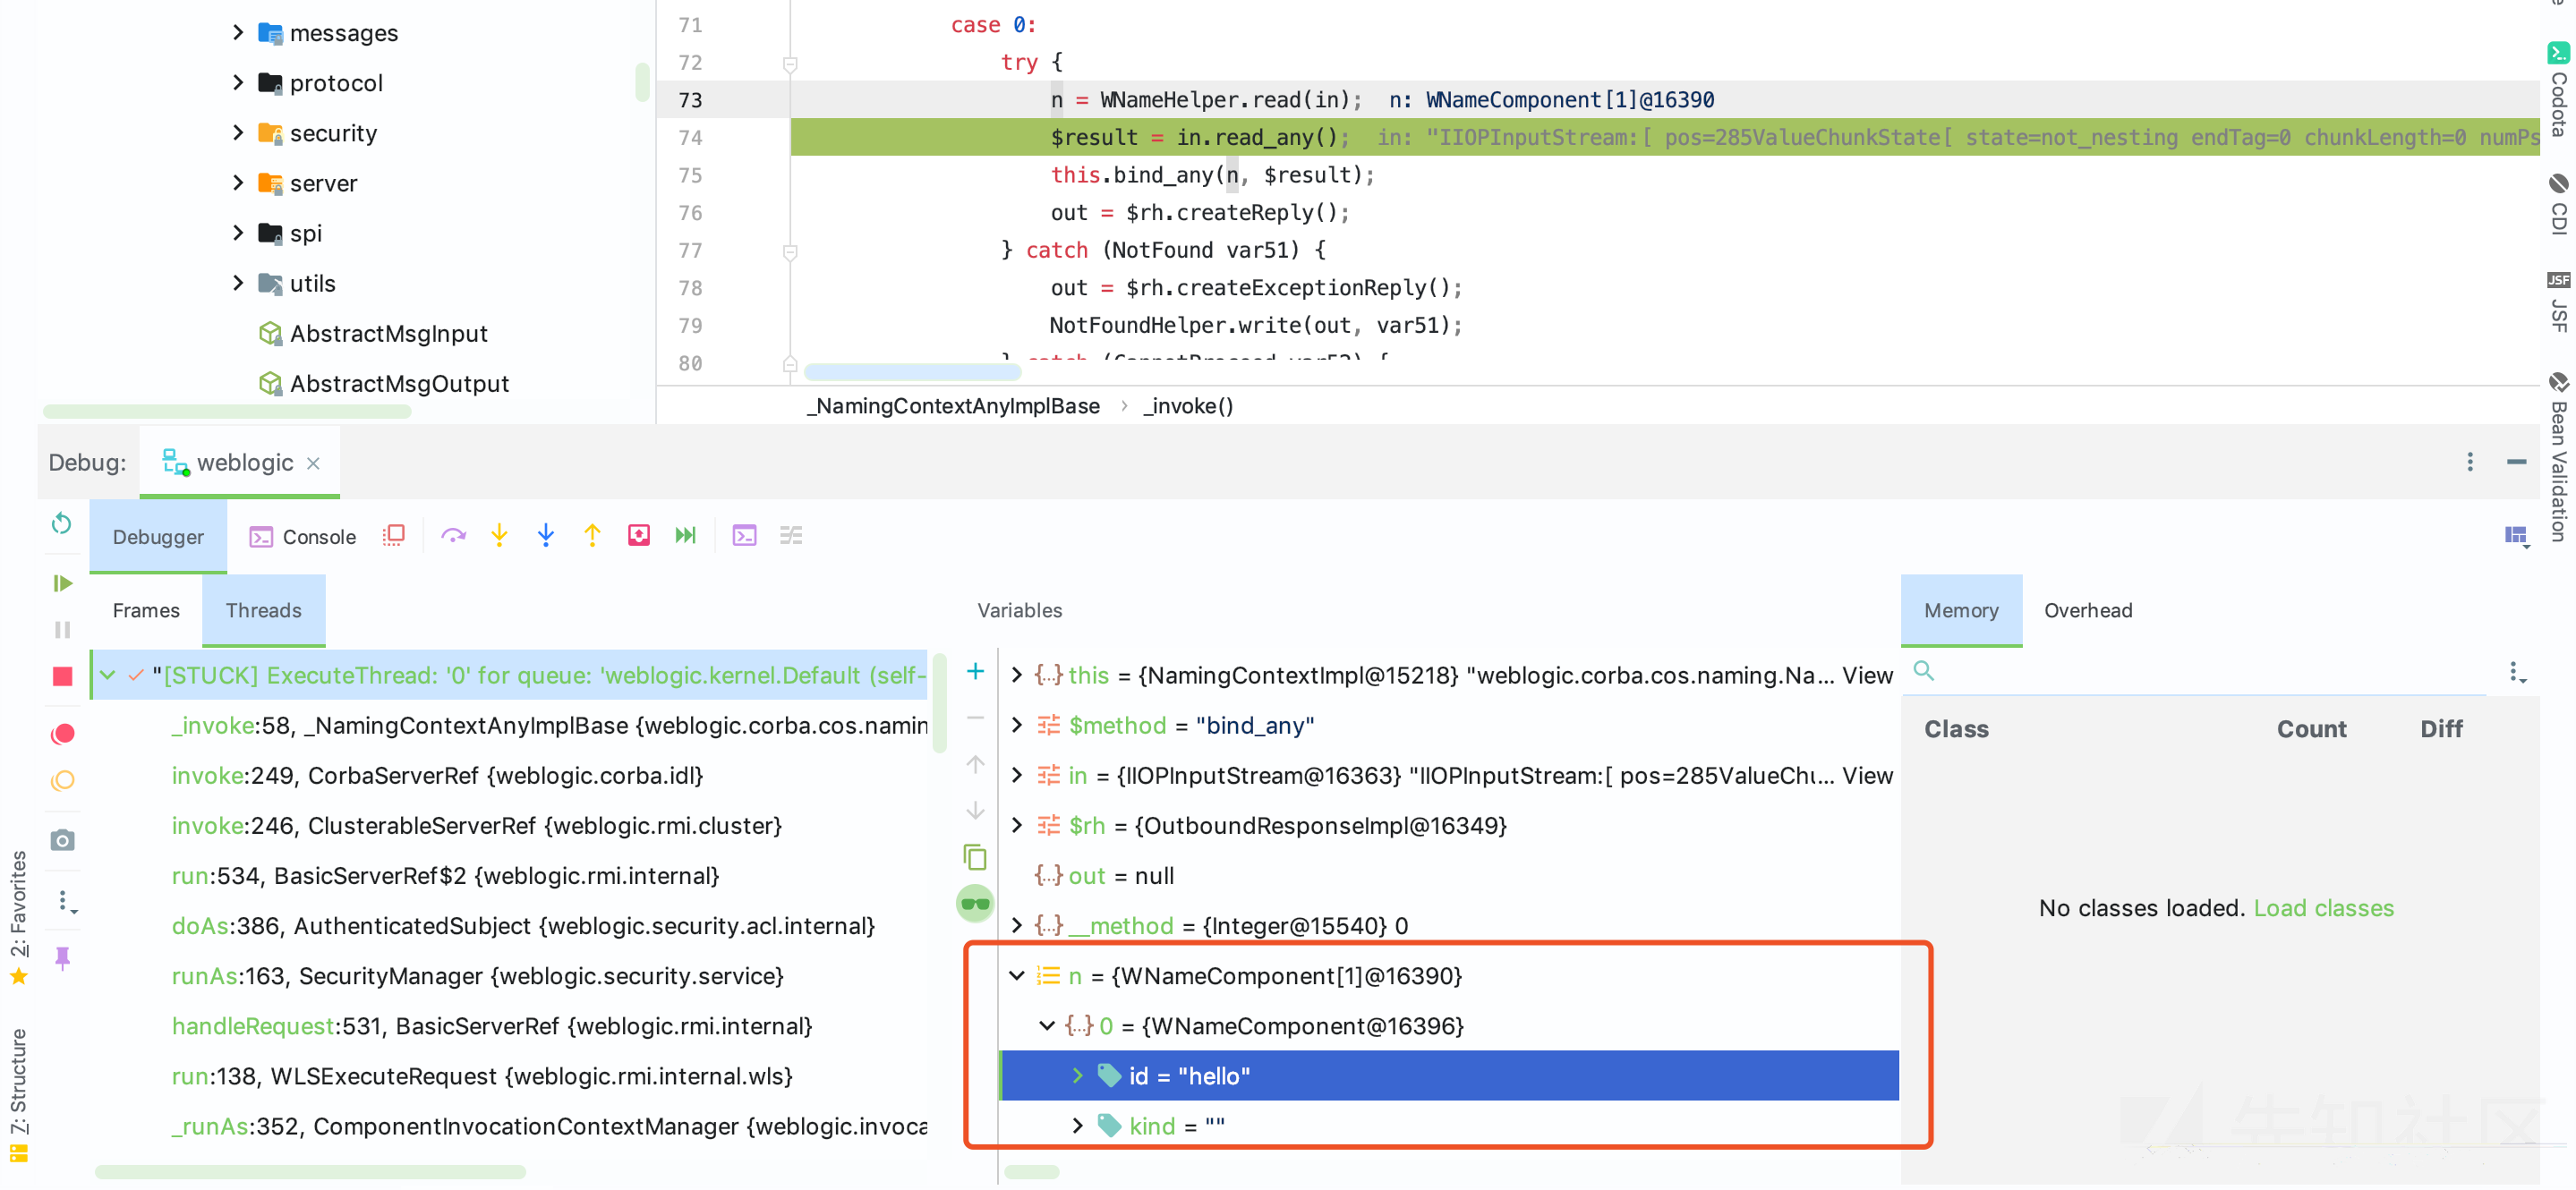 messages
protocol
security
server
spi
utils
AbstractMsgInput
AbstractMsgOutput
71 case 0:
72 try {
73 n = WNameHelper.read(in); n: WNameComponent[1]@16390
74 $result = in.read_any(); in: "IIOPInputStream:[ pos=285ValueChunkState[ state=not_nesting endTag=0 chunkLength=0 numPs
75 this.bind_any(n, $result);
76 out = $rh.createReply();
77 } catch (NotFound var51) {
78 out = $rh.createExceptionReply();
79 NotFoundHelper.write(out, var51);
80 } catch (CannotProceed var52) {
_NamingContextAnyImplBase › _invoke()
Codota
CDI
JSF
JSF
Bean Validation
Debug: weblogic
Debugger Console
Frames Threads
"[STUCK] ExecuteThread: '0' for queue: 'weblogic.kernel.Default (self-
_invoke:58, _NamingContextAnyImplBase {weblogic.corba.cos.namin
invoke:249, CorbaServerRef {weblogic.corba.idl}
invoke:246, ClusterableServerRef {weblogic.rmi.cluster}
run:534, BasicServerRef$2 {weblogic.rmi.internal}
doAs:386, AuthenticatedSubject {weblogic.security.acl.internal}
runAs:163, SecurityManager {weblogic.security.service}
handleRequest:531, BasicServerRef {weblogic.rmi.internal}
run:138, WLSExecuteRequest {weblogic.rmi.internal.wls}
_runAs:352, ComponentInvocationContextManager {weblogic.invoca
Variables
this = {NamingContextImpl@15218} "weblogic.corba.cos.naming.Na... View
$method = "bind_any"
in = {IIOPInputStream@16363} "IIOPInputStream:[ pos=285ValueChu... View
$rh = {OutboundResponseImpl@16349}
out = null
__method = {Integer@15540} 0
n = {WNameComponent[1]@16390}
0 = {WNameComponent@16396}
id = "hello"
kind = ""
Memory Overhead
Class Count Diff
No classes loaded. Load classes
2: Favorites
7: Structure
先知社区